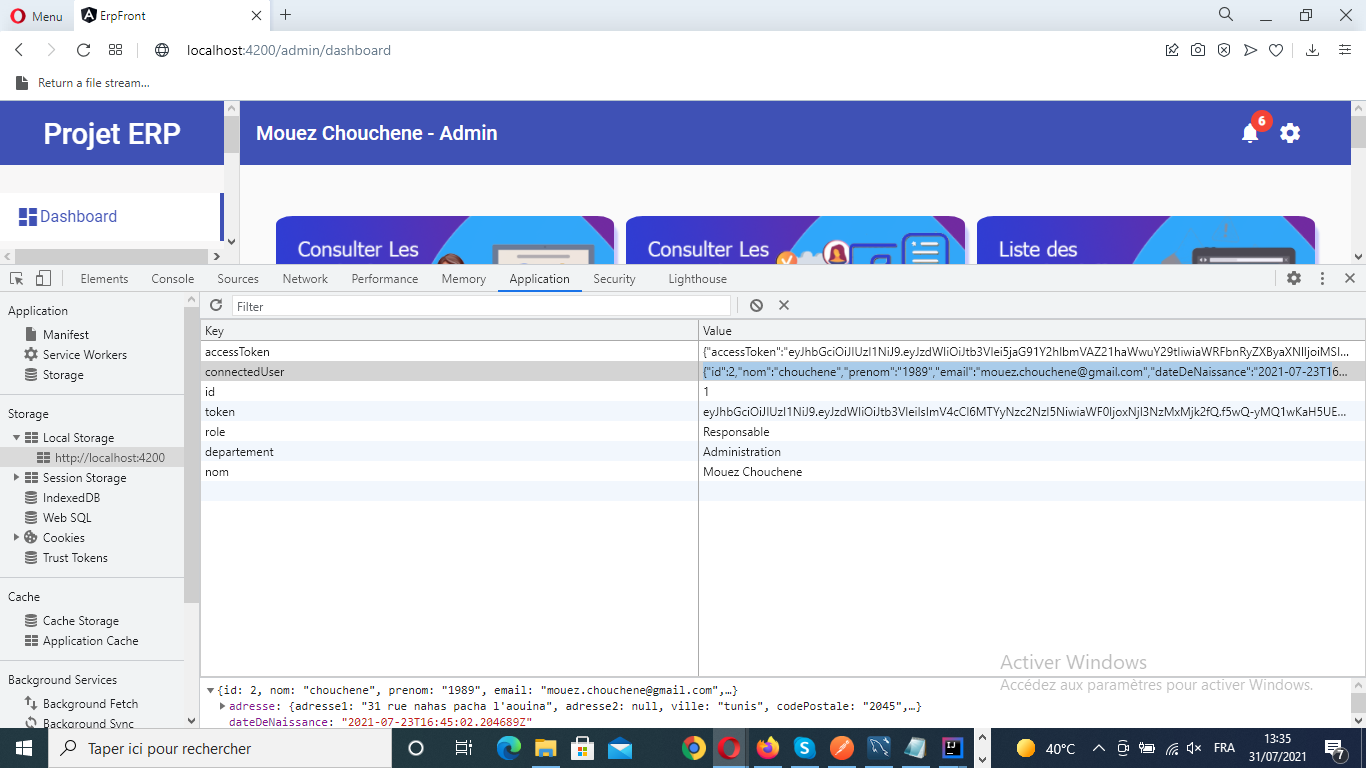 Menu
ErpFront
localhost:4200/admin/dashboard
Return a file stream...
Projet ERP
Mouez Chouchene - Admin
6
Dashboard
Consulter Les
Consulter Les
Liste des
Elements Console Sources Network Performance Memory Application Security Lighthouse
Application
Manifest
Service Workers
Storage
Storage
Local Storage
http://localhost:4200
Session Storage
IndexedDB
Web SQL
Cookies
Trust Tokens
Cache
Cache Storage
Application Cache
Background Services
Background Fetch
Background Sync
Filter
Key Value
accessToken {"accessToken":"
connectedUser {"id":2,"nom":"chouchene","prenom":"1989","email":"mouez.chouchene@gmail.com","dateDeNaissance":"2021-07-23T16...
id 1
token
role Responsable
departement Administration
nom Mouez Chouchene
{id: 2, nom: "chouchene", prenom: "1989", email: "mouez.chouchene@gmail.com",…}
adresse: {adresse1: "31 rue nahas pacha l'aouina", adresse2: null, ville: "tunis", codePostale: "2045",…}
dateDeNaissance: "2021-07-23T16:45:02.204689Z"
Activer Windows
Accédez aux paramètres pour activer Windows.
Taper ici pour rechercher
40°C
FRA
13:35
31/07/2021
7